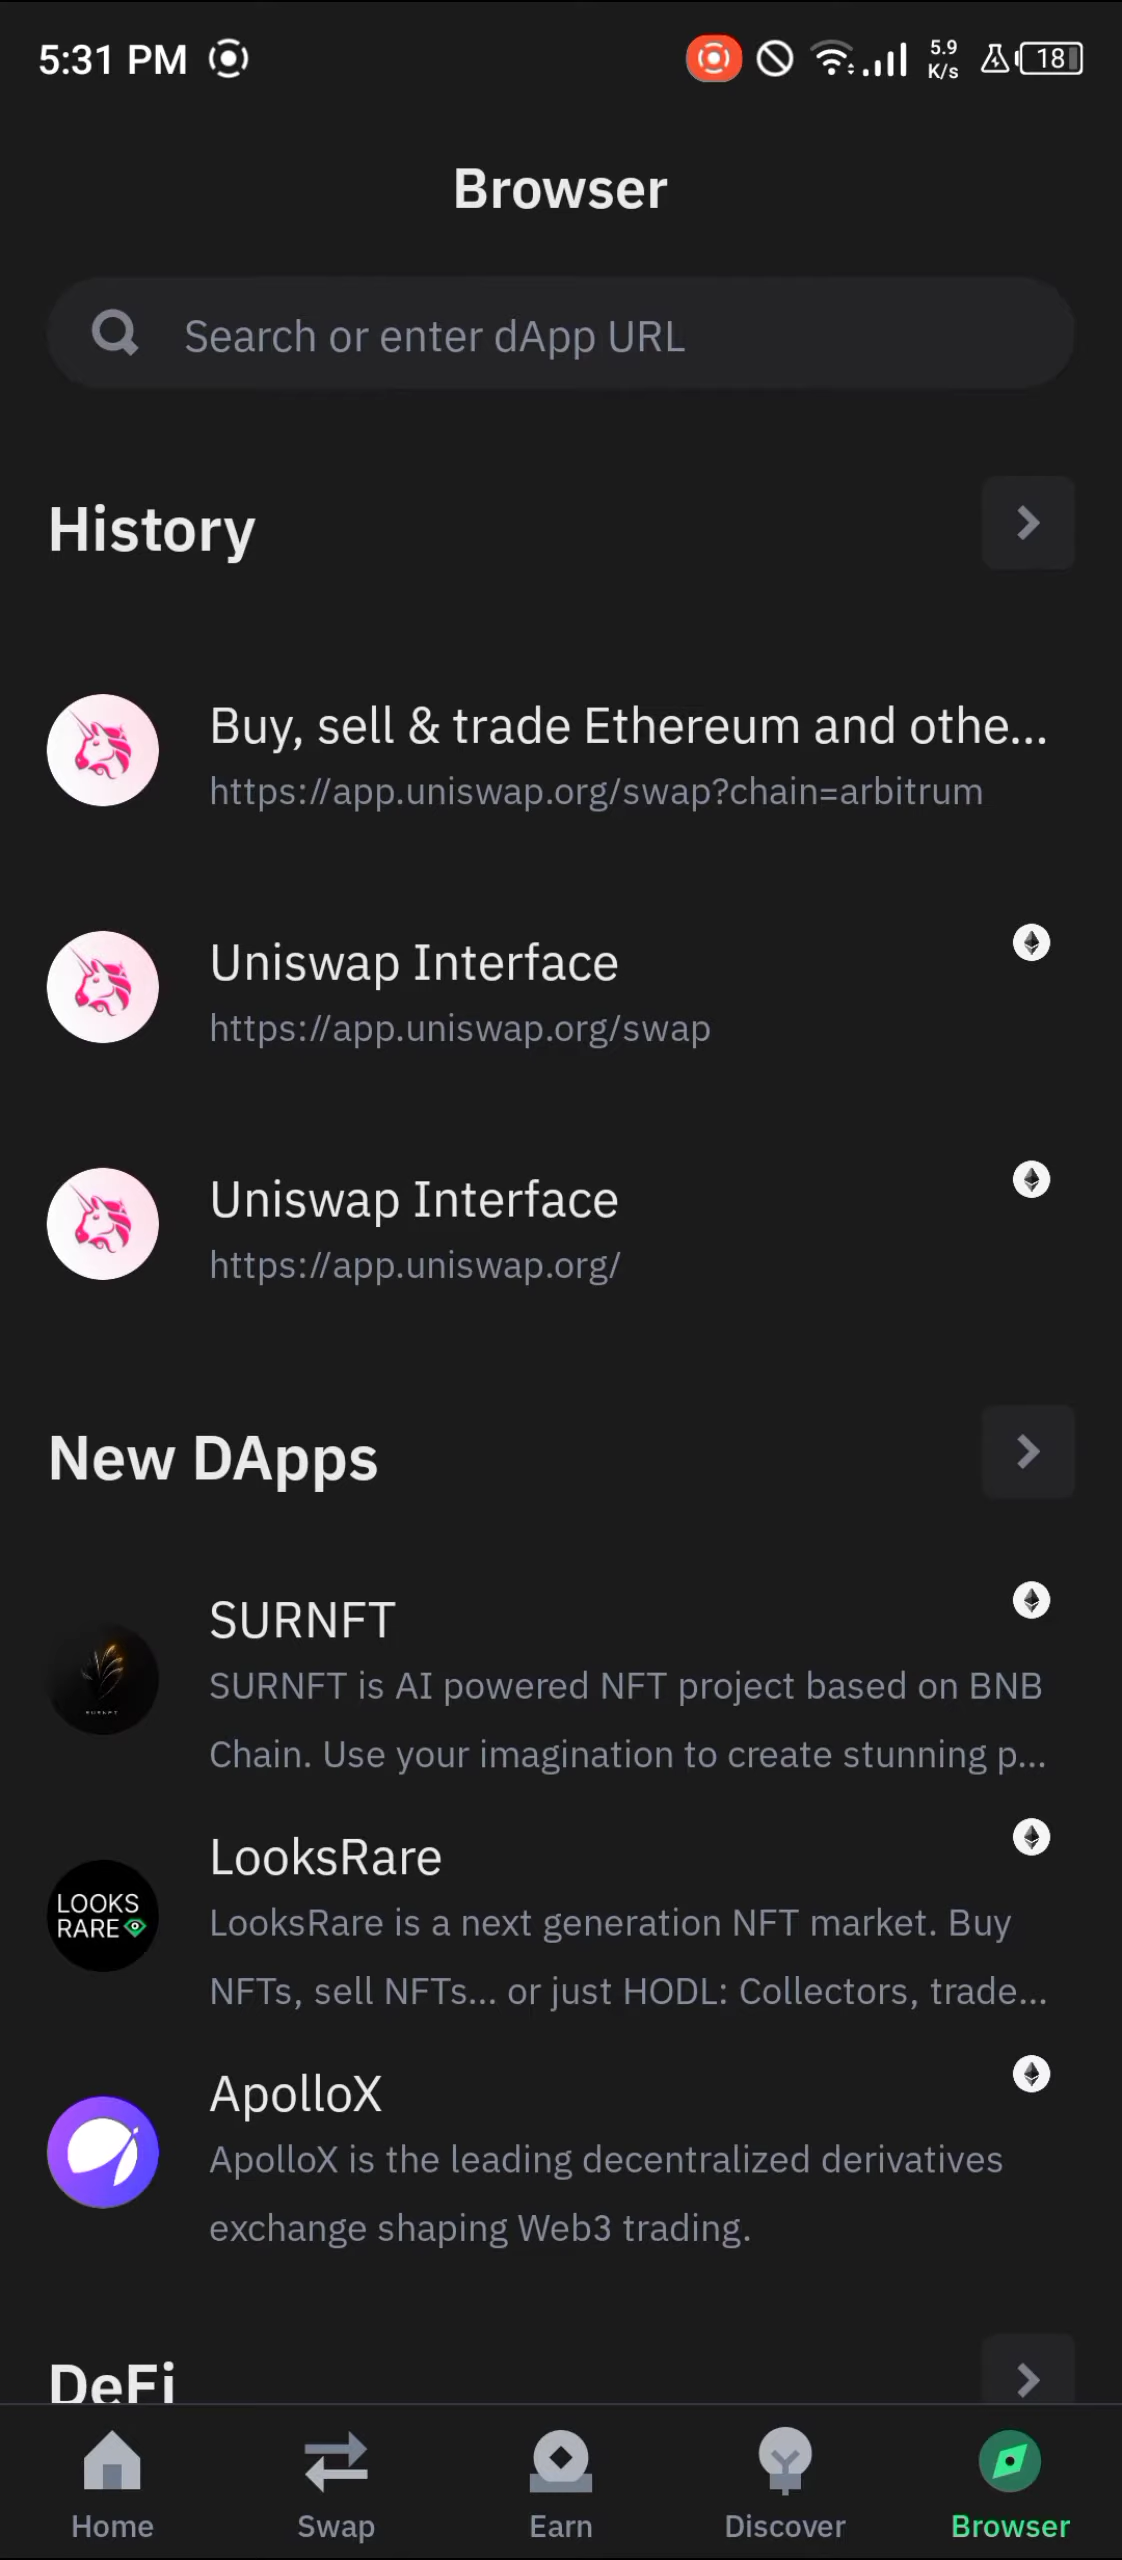 5:31 PM
5.9
K/s
18
Browser
Search or enter dApp URL
History
Buy, sell & trade Ethereum and othe...
https://app.uniswap.org/swap?chain=arbitrum
Uniswap Interface
https://app.uniswap.org/swap
Uniswap Interface
https://app.uniswap.org/
New DApps
SURNFT
SURNFT
SURNFT is AI powered NFT project based on BNB
Chain. Use your imagination to create stunning p...
LOOKS
RARE
LooksRare
LooksRare is a next generation NFT market. Buy
NFTs, sell NFTs... or just HODL: Collectors, trade...
ApolloX
ApolloX is the leading decentralized derivatives
exchange shaping Web3 trading.
DeFi
Home
Swap
Earn
Discover
Browser